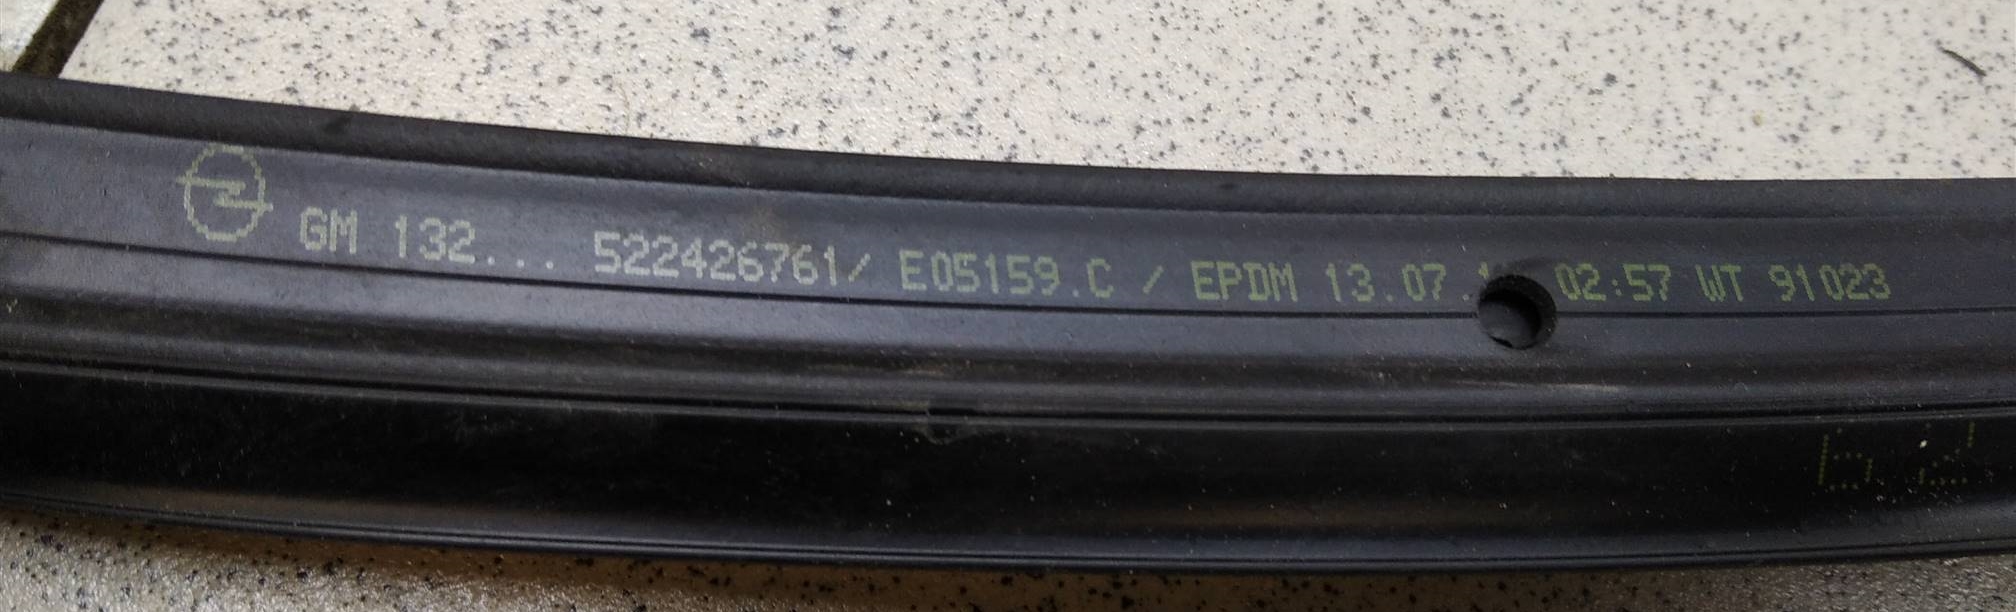 GM 132... 522426761/ E05159.C / EPDM 13.07. 02:57 WT 91023